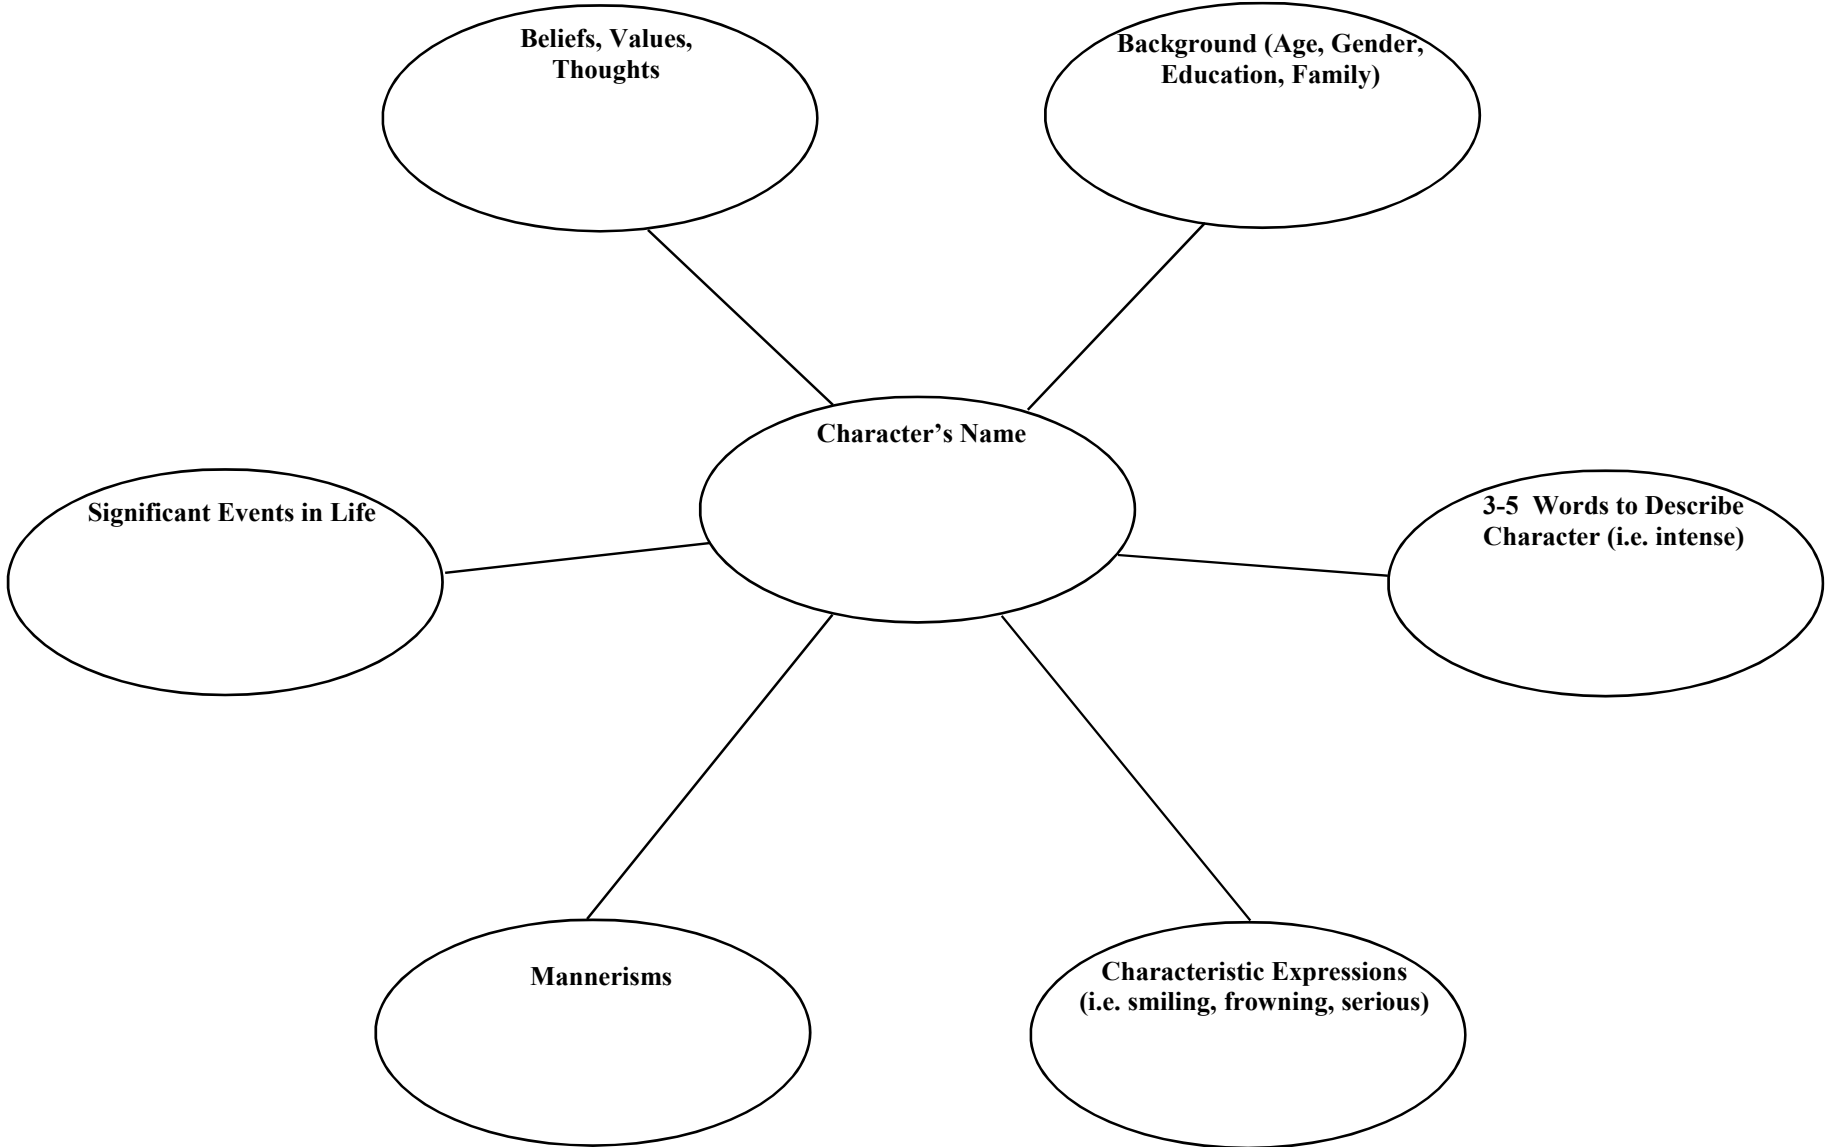 Beliefs, Values,
Thoughts
Background (Age, Gender,
Education, Family)
Character’s Name
Significant Events in Life
3-5  Words to Describe
Character (i.e. intense)
Mannerisms
Characteristic Expressions
(i.e. smiling, frowning, serious)